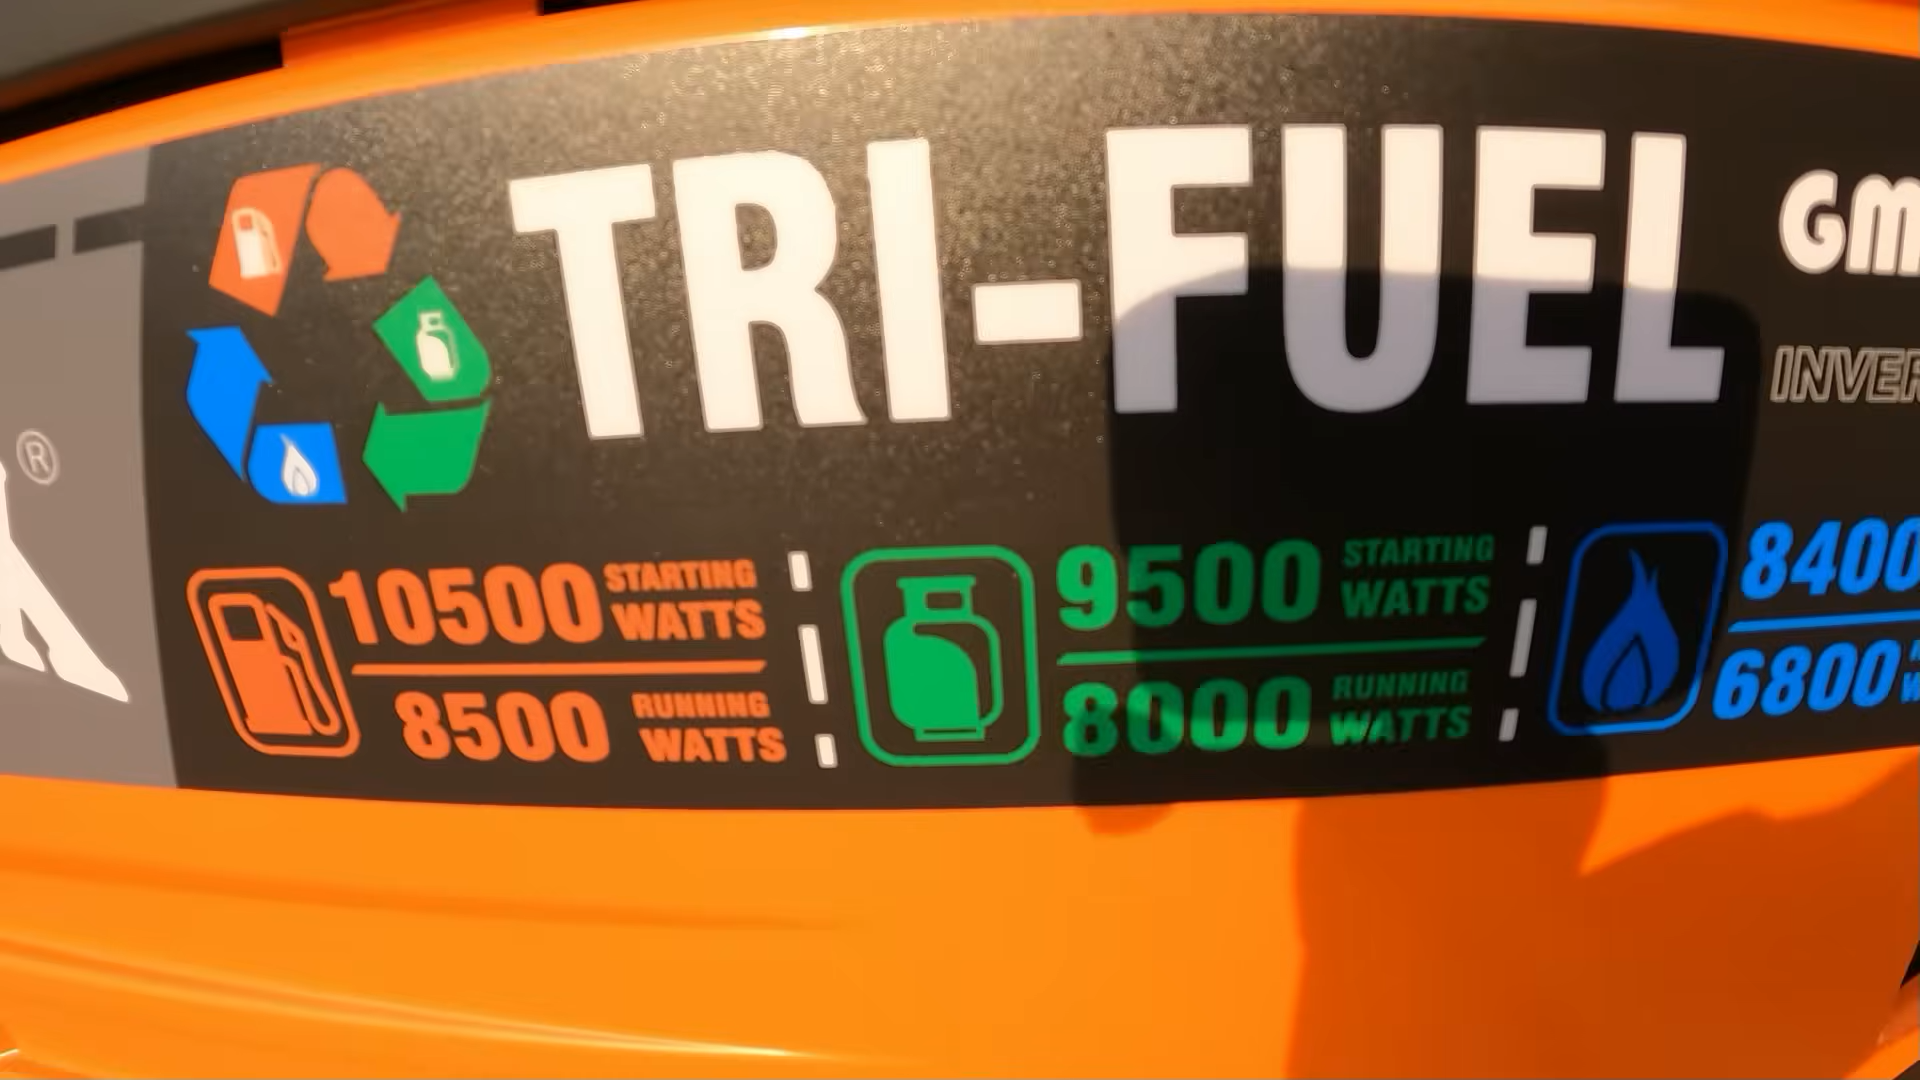 TRI-FUEL
®
10500 STARTING WATTS
8500 RUNNING WATTS
9500 STARTING WATTS
8000 RUNNING WATTS
8400
6800